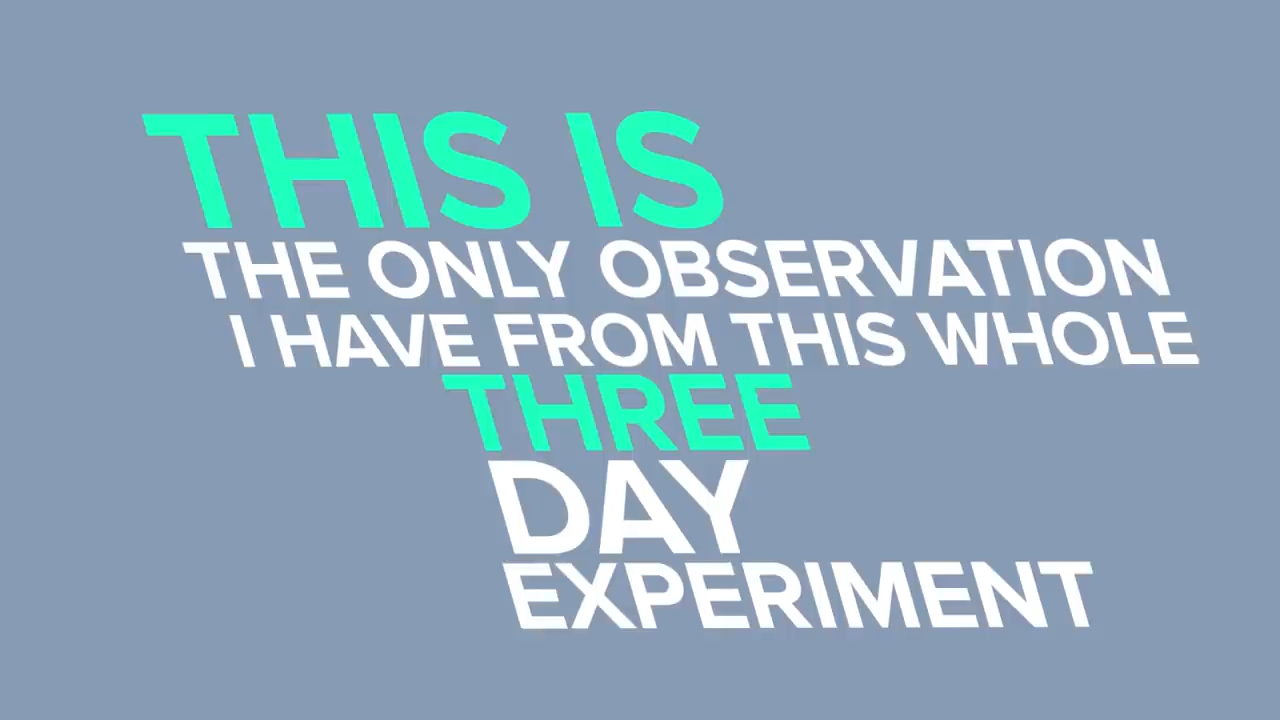 THIS IS
THE ONLY OBSERVATION
I HAVE FROM THIS WHOLE
THREE
DAY
EXPERIMENT